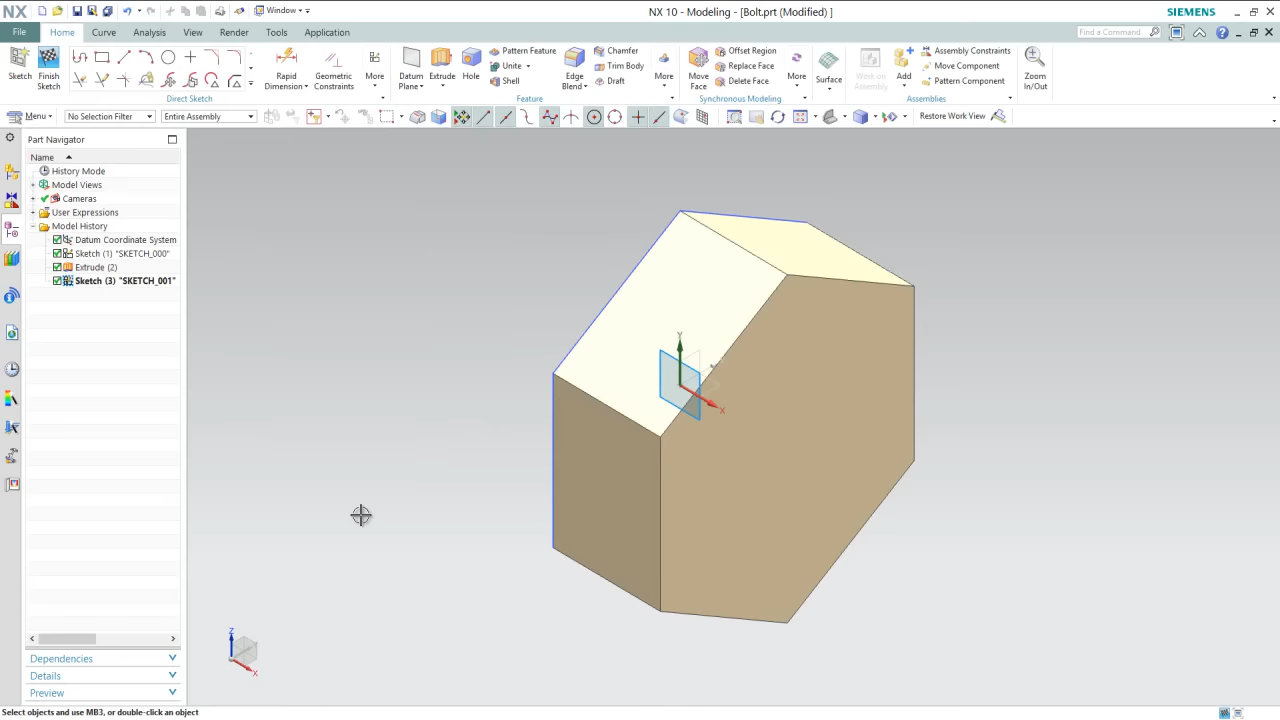 NX
Window
NX 10 - Modeling - [Bolt.prt (Modified) ]
SIEMENS
File
Home
Curve
Analysis
View
Render
Tools
Application
Find a Command
Sketch
Finish
Sketch
Direct Sketch
Rapid
Dimension
Geometric
Constraints
More
Datum
Plane
Extrude
Hole
Pattern Feature
Unite
Shell
Feature
Edge
Blend
Chamfer
Trim Body
Draft
More
Move
Face
Offset Region
Replace Face
Delete Face
Synchronous Modeling
More
Surface
Work on
Assembly
Add
Assembly Constraints
Move Component
Pattern Component
Assemblies
Zoom
In/Out
Menu
No Selection Filter
Entire Assembly
Restore Work View
Part Navigator
Name
History Mode
Model Views
Cameras
User Expressions
Model History
Datum Coordinate System
Sketch (1) "SKETCH_000"
Extrude (2)
Sketch (3) "SKETCH_001"
Y
X
Z
X
Dependencies
Details
Preview
Select objects and use MB3, or double-click an object